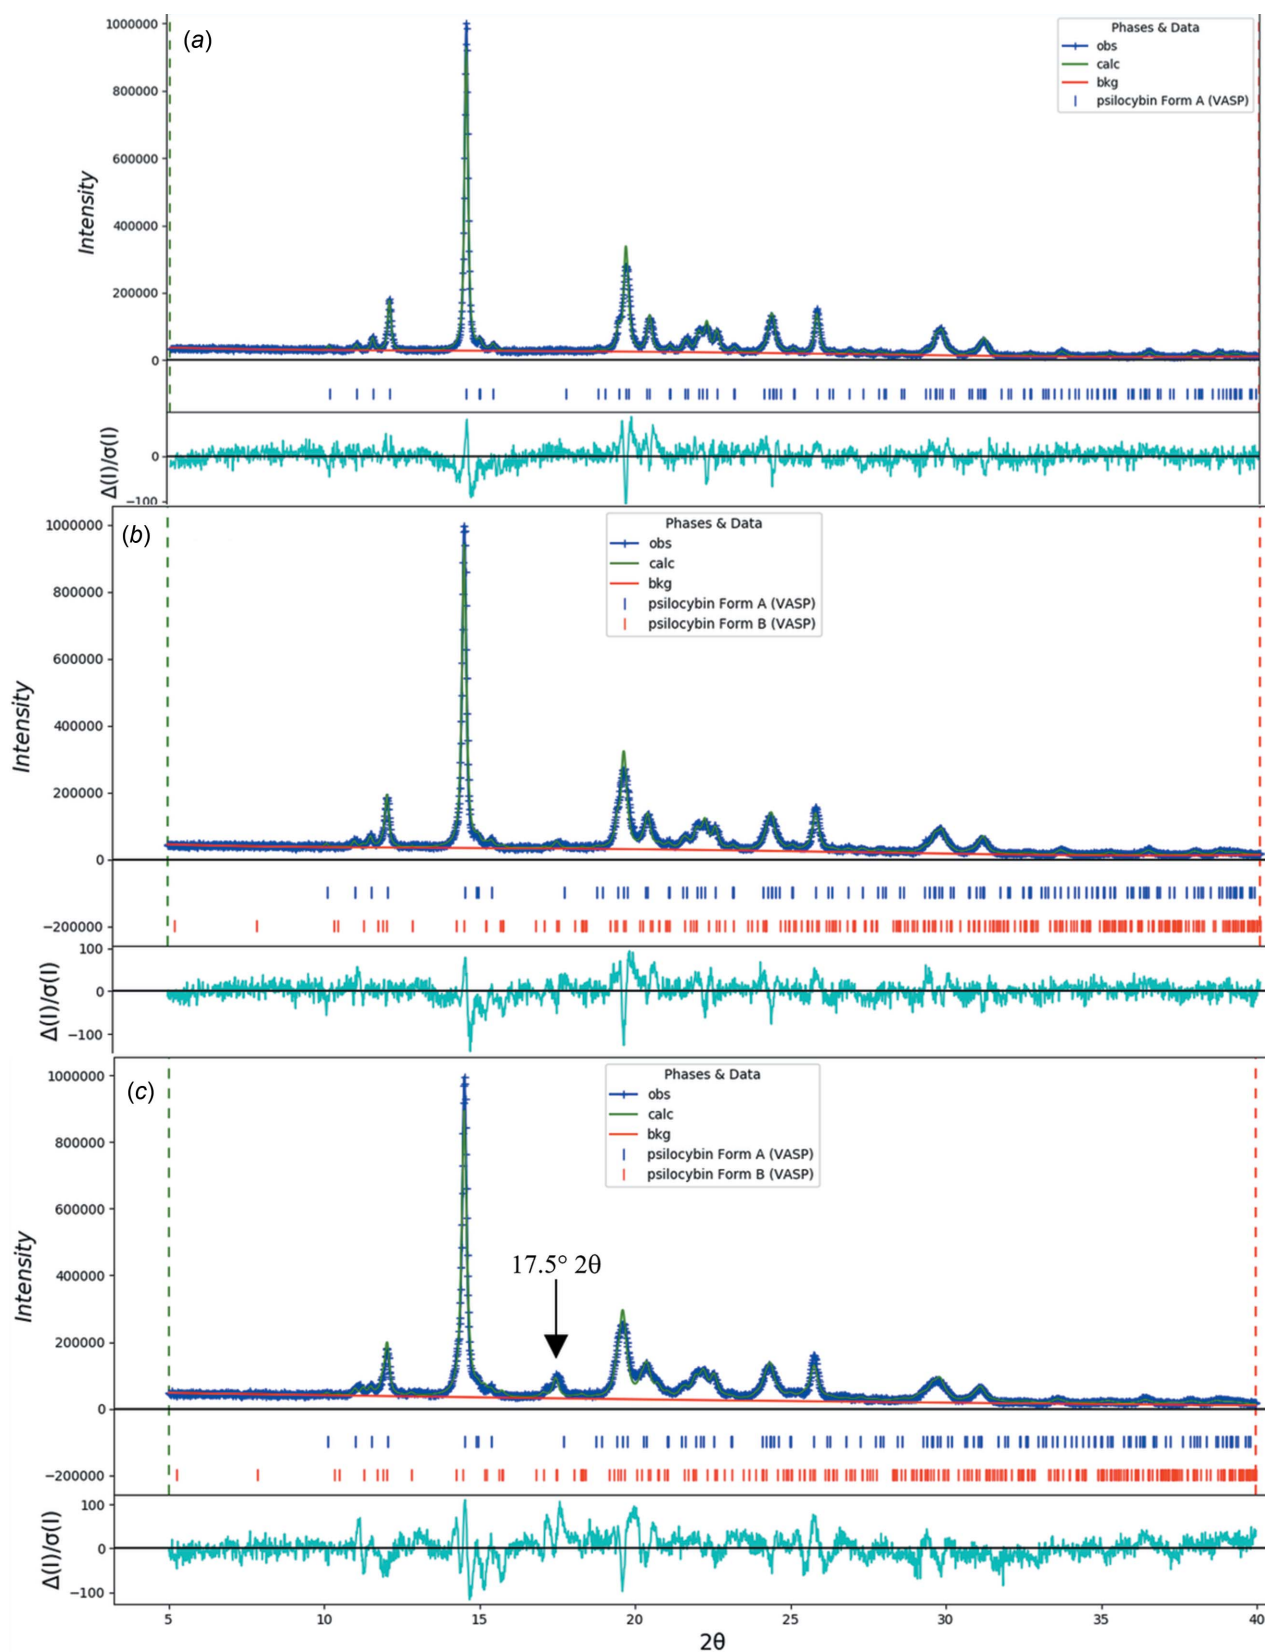 (a)
Phases & Data
obs
calc
bkg
psilocybin Form A (VASP)
1000000
800000
600000
400000
200000
0
Intensity
0
−100
Δ(I)/σ(I)
(b)
Phases & Data
obs
calc
bkg
psilocybin Form A (VASP)
psilocybin Form B (VASP)
1000000
800000
600000
400000
200000
0
−200000
Intensity
100
0
−100
Δ(I)/σ(I)
(c)
Phases & Data
obs
calc
bkg
psilocybin Form A (VASP)
psilocybin Form B (VASP)
1000000
800000
600000
400000
200000
0
−200000
Intensity
17.5° 2θ
100
0
−100
Δ(I)/σ(I)
5 10 15 20 25 30 35 40
2θ